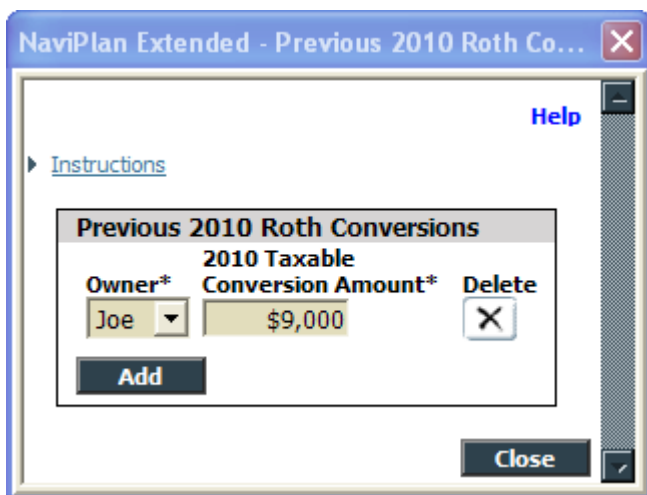 NaviPlan Extended - Previous 2010 Roth Co...
Help
Instructions
Previous 2010 Roth Conversions
2010 Taxable
Owner* Conversion Amount* Delete
Joe $9,000
Add
Close